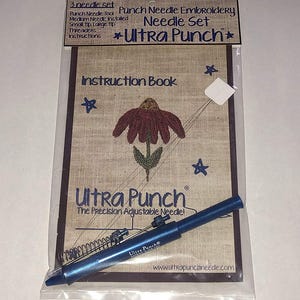 3 needle set
Punch Needle Tool
Medium Needle Installed
Small tip, Large tip
Threaders
Instructions
Punch Needle Embroidery
Needle Set
★Ultra Punch★
Instruction Book
Ultra Punch®
The Precision Adjustable Needle!
Ultra Punch
www.ultrapunchneedle.com